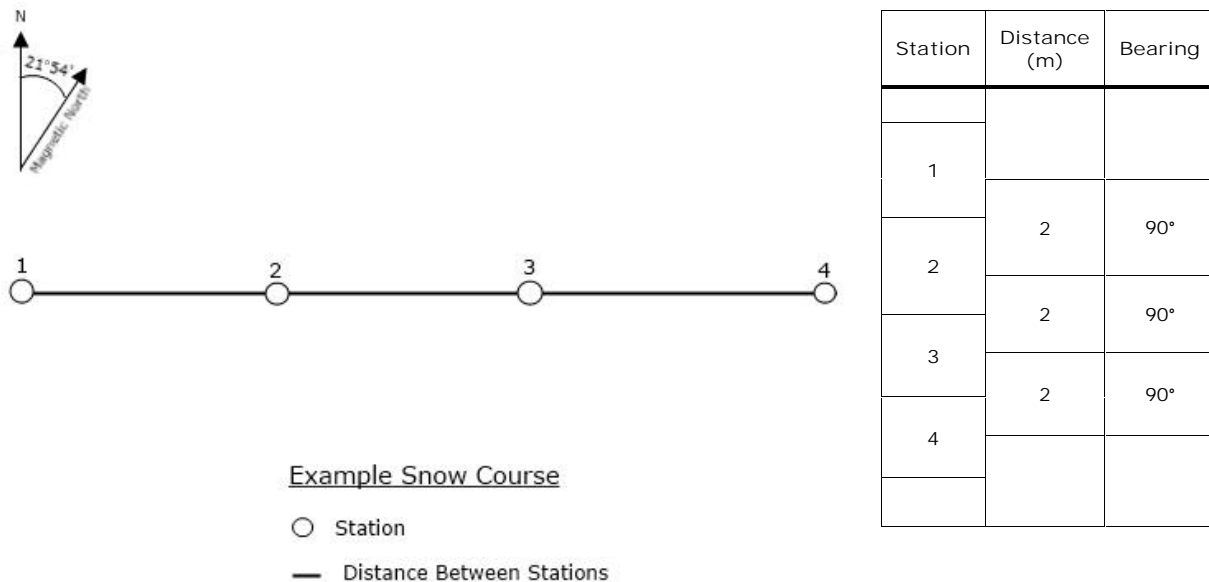 N
21°54'
Magnetic North
1
2
3
4
Example Snow Course
Station
Distance Between Stations
Station Distance (m) Bearing
1
2 90°
2
2 90°
3
2 90°
4